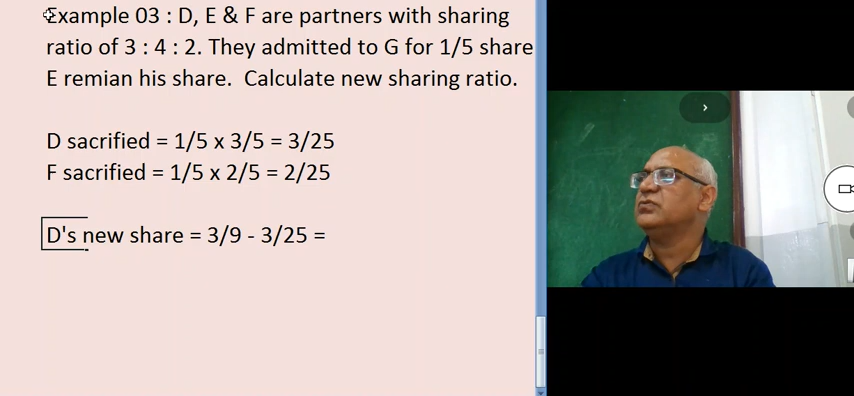 Example 03 : D, E & F are partners with sharing
ratio of 3 : 4 : 2. They admitted to G for 1/5 share
E remian his share.  Calculate new sharing ratio.
D sacrified = 1/5 x 3/5 = 3/25
F sacrified = 1/5 x 2/5 = 2/25
D's new share = 3/9 - 3/25 =